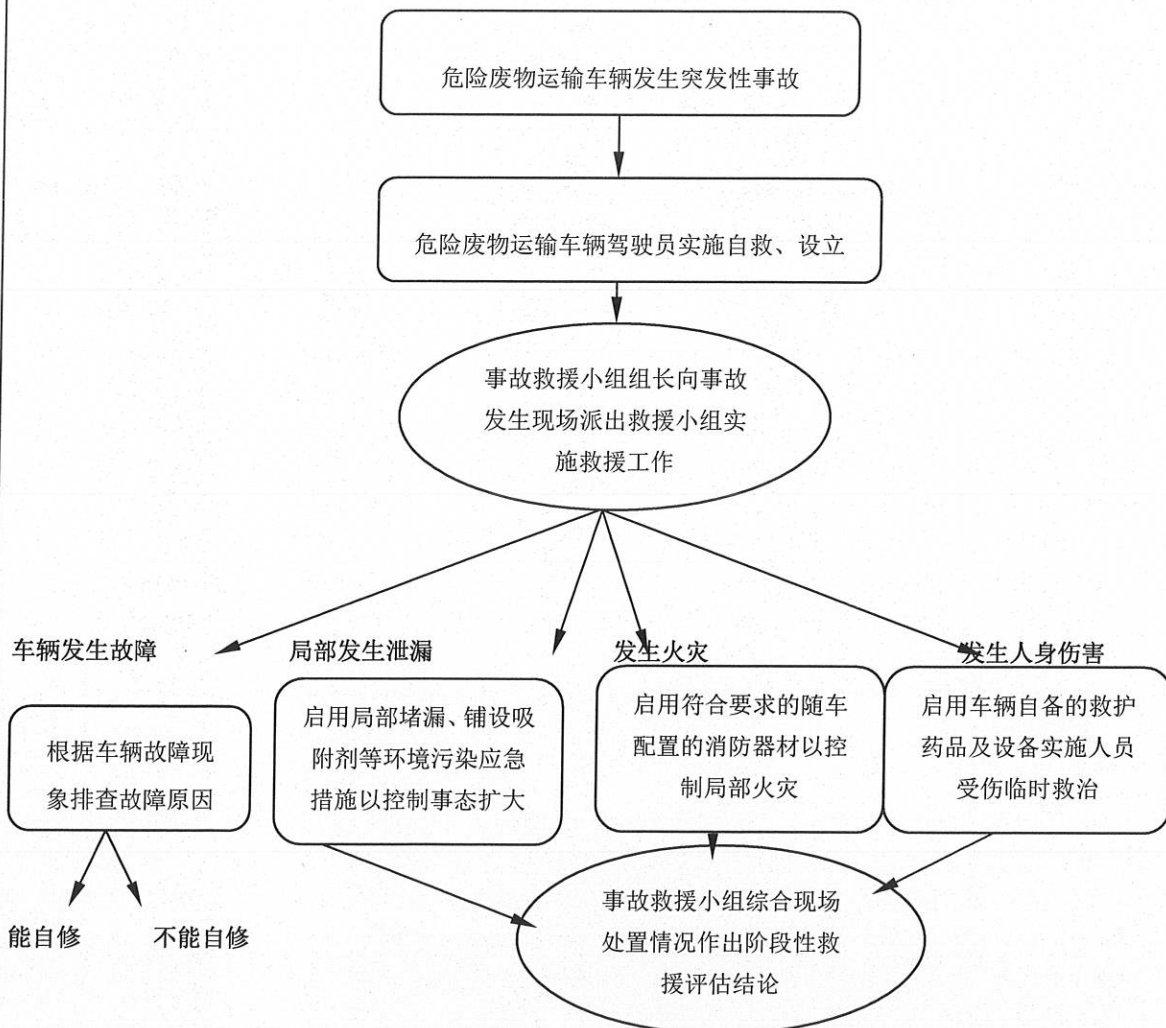 危险废物运输车辆发生突发性事故
危险废物运输车辆驾驶员实施自救、设立
事故救援小组组长向事故
发生现场派出救援小组实
施救援工作
车辆发生故障
局部发生泄漏
发生火灾
发生人身伤害
根据车辆故障现
象排查故障原因
启用局部堵漏、铺设吸
附剂等环境污染应急
措施以控制事态扩大
启用符合要求的随车
配置的消防器材以控
制局部火灾
启用车辆自备的救护
药品及设备实施人员
受伤临时救治
能自修
不能自修
事故救援小组综合现场
处置情况作出阶段性救
援评估结论